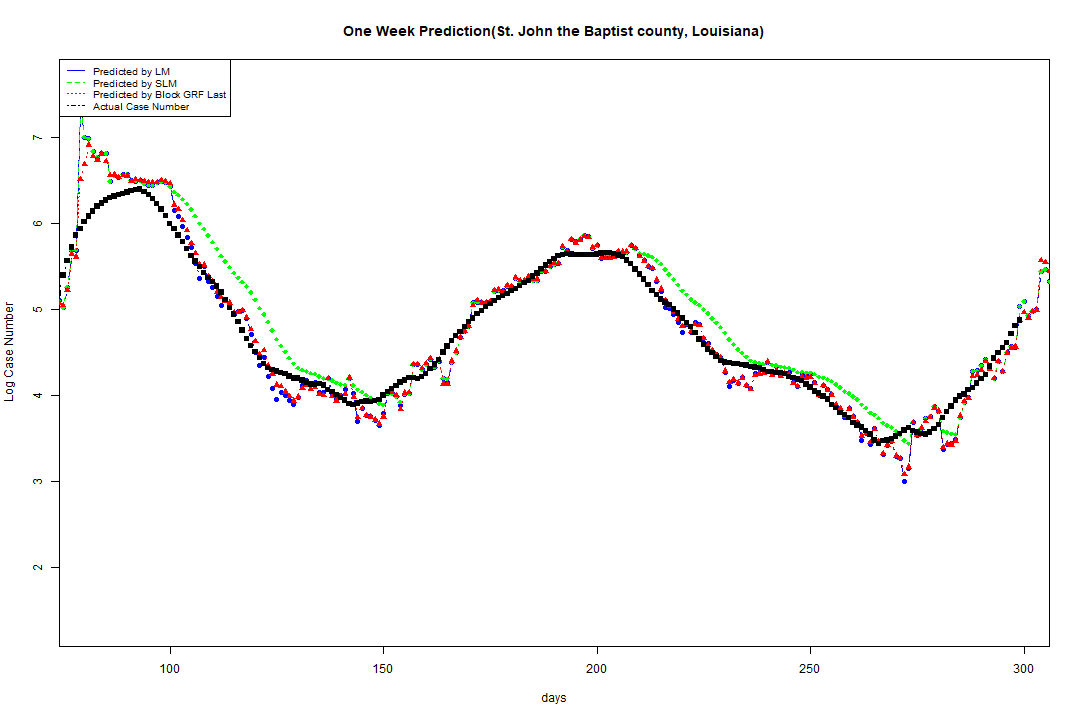 One Week Prediction(St. John the Baptist county, Louisiana)
Predicted by LM
Predicted by SLM
Predicted by Block GRF Last
Actual Case Number
Log Case Number
7
6
5
4
3
2
100 150 200 250 300
days